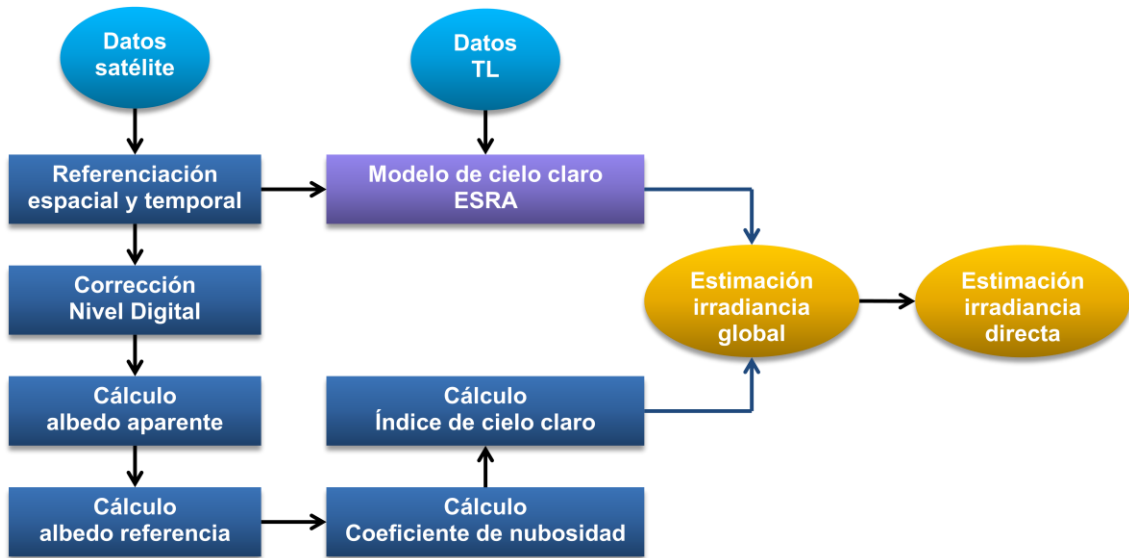 Datos
satélite
Datos
TL
Referenciación
espacial y temporal
Modelo de cielo claro
ESRA
Corrección
Nivel Digital
Estimación
irradiancia
global
Estimación
irradiancia
directa
Cálculo
albedo aparente
Cálculo
Índice de cielo claro
Cálculo
albedo referencia
Cálculo
Coeficiente de nubosidad